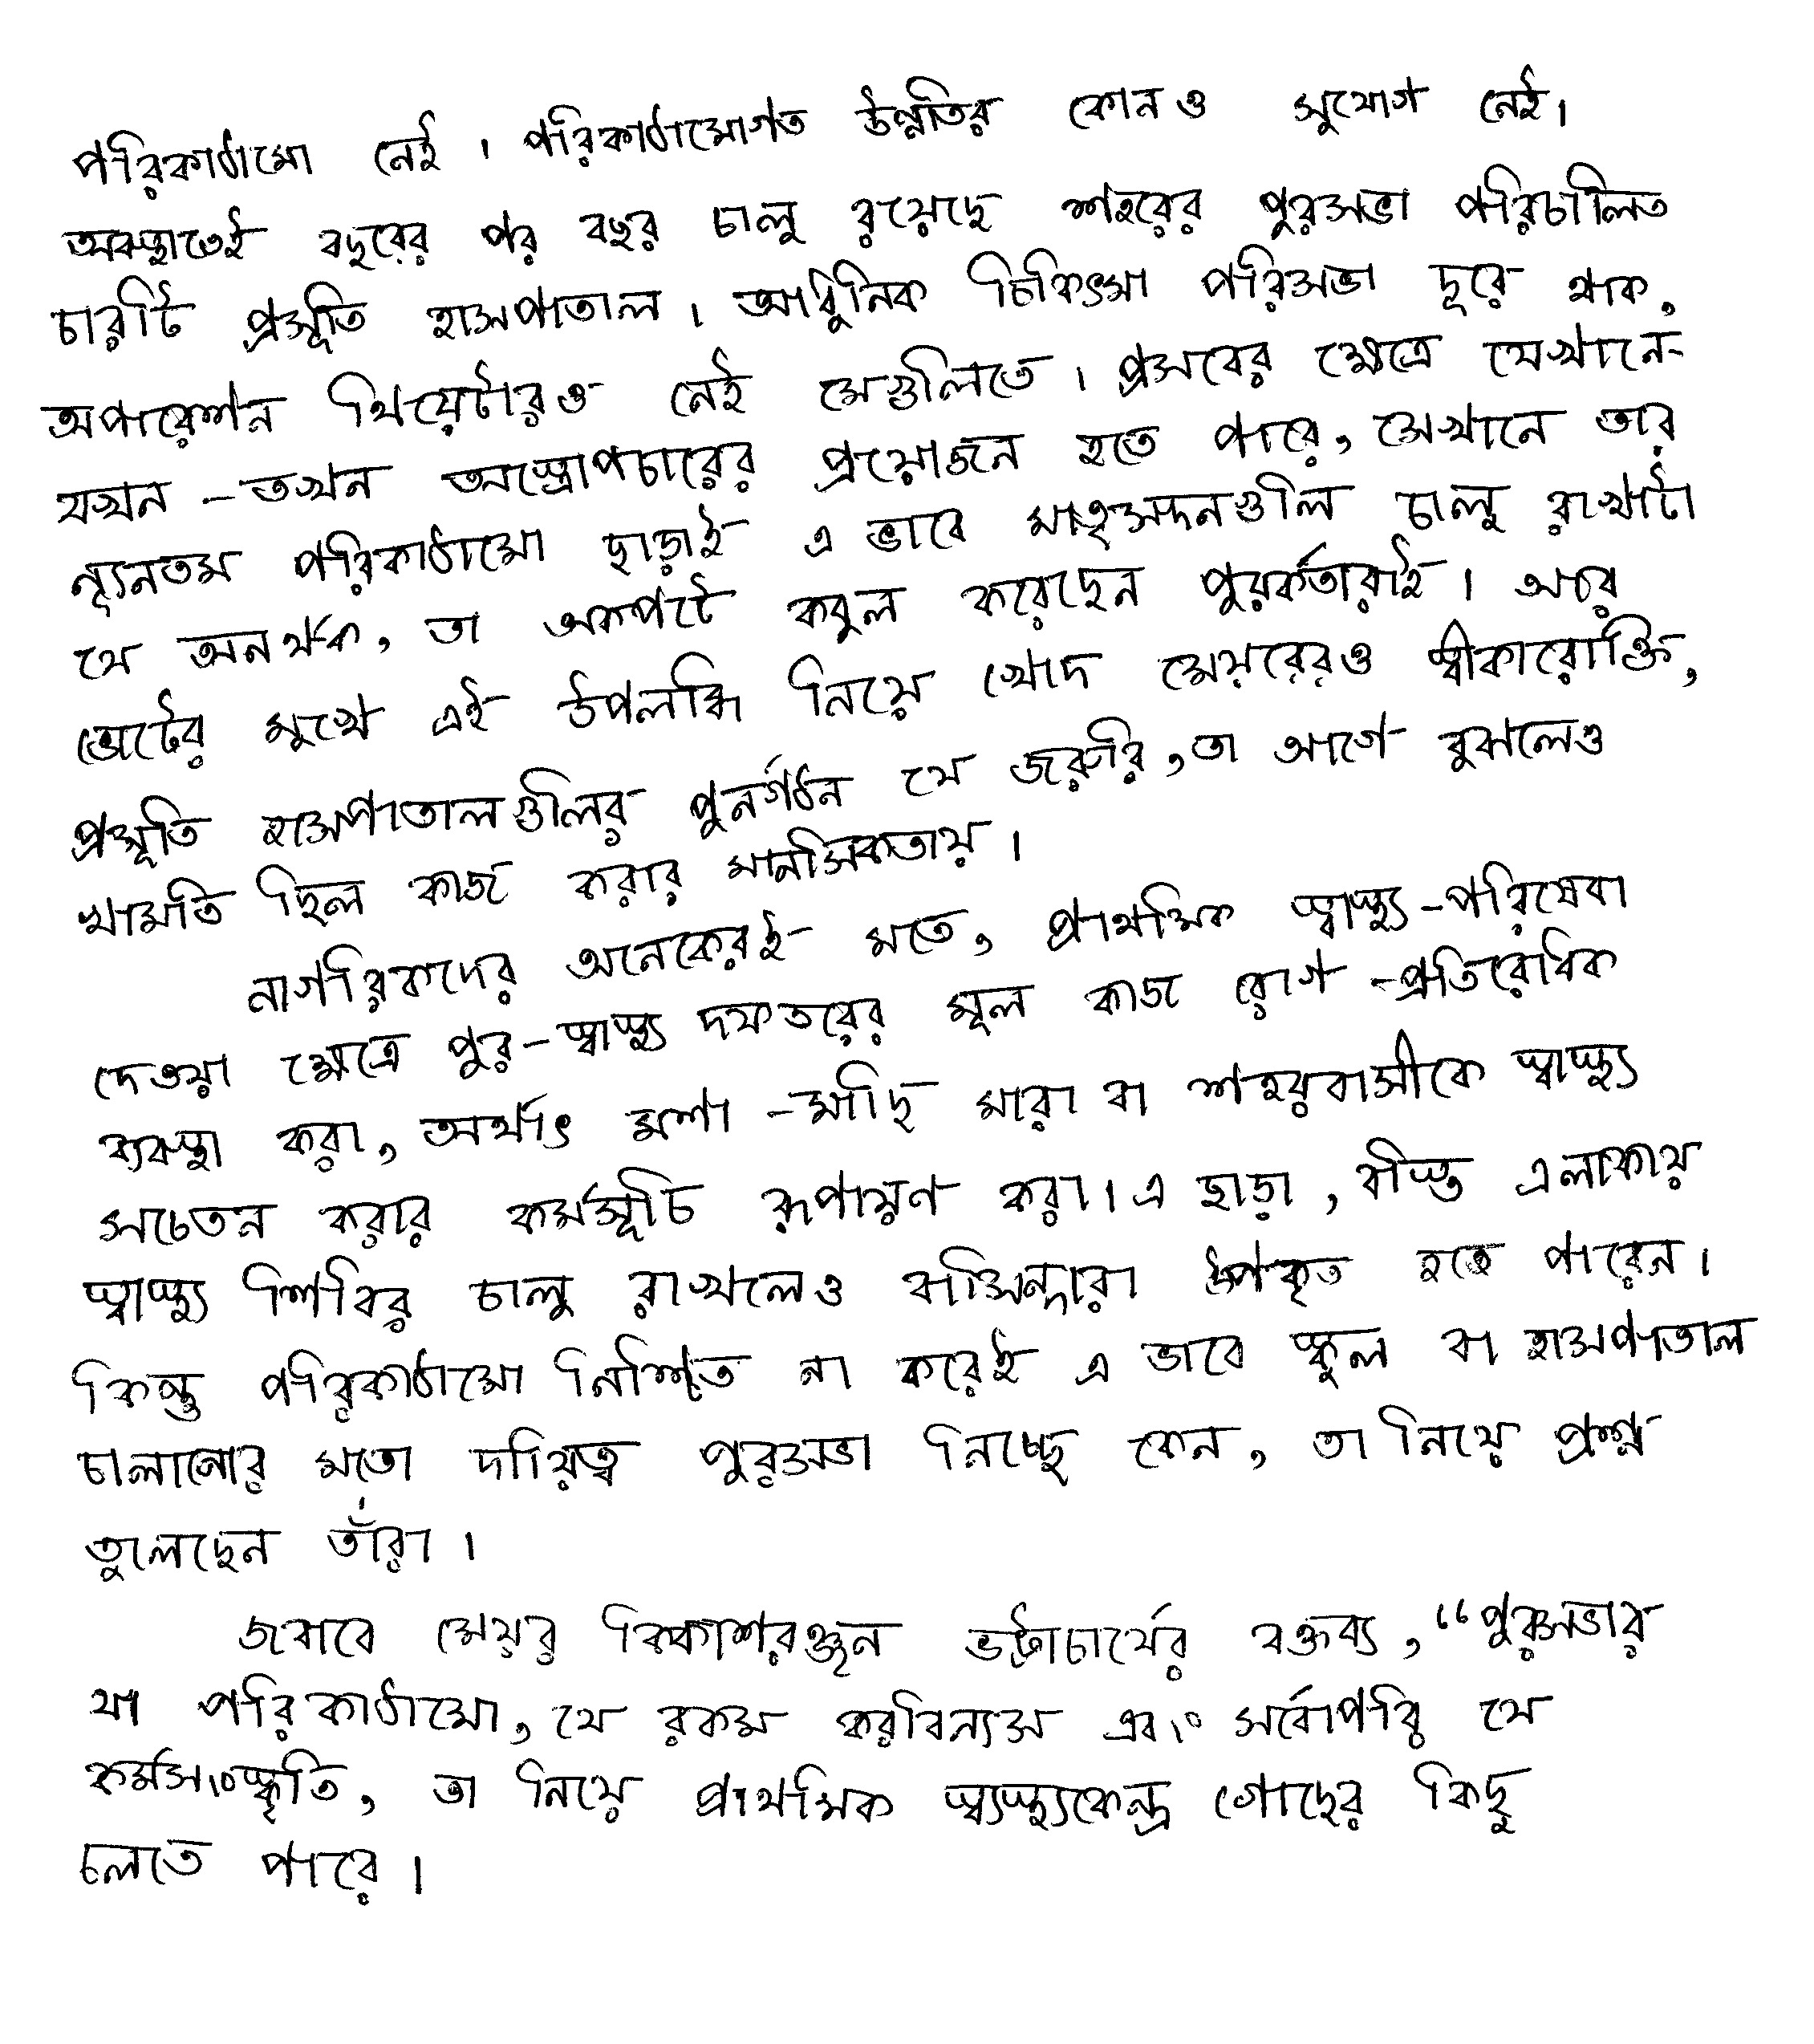 পরিকাঠামো নেই। পরিকাঠামোগত উন্নতির কোনও সুযোগ নেই।
অবস্থাতেই বছরের পর বছর চালু রয়েছে শহরের পুরসভা পরিচালিত
চারটি প্রসূতি হাসপাতাল। আধুনিক চিকিৎসা পরিসভা দূরে থাক,
অপারেশন থিয়েটারও নেই সেগুলিতে। প্রসবের ক্ষেত্রে যেখানে-
যখন-তখন অস্ত্রোপচারের প্রয়োজন হতে পারে, সেখানে তার
ন্যূনতম পরিকাঠামো ছাড়াই এ ভাবে মাতৃসদনগুলি চালু রাখাটা
যে অনর্থক, তা অকপটে কবুল করেছেন পুরকর্তারাই। আর
ভোটের মুখে এই উপলব্ধি নিয়ে খোদ মেয়রেরও স্বীকারোক্তি,
প্রসূতি হাসপাতালগুলির পুনর্গঠন যে জরুরি, তা আগে বুঝলেও
খামতি ছিল কাজ করার মানসিকতায়।
নাগরিকদের অনেকেরই মতে, প্রাথমিক স্বাস্থ্য-পরিষেবা
দেওয়া ক্ষেত্রে পুর-স্বাস্থ্য দফতরের মূল কাজ রোগ-প্রতিরোধিক
ব্যবস্থা করা, অর্থাৎ মশা-মাছি মারা বা শহরবাসীকে স্বাস্থ্য
সচেতন করার কর্মসূচি রূপায়ণ করা। এ ছাড়া, বস্তি এলাকায়
স্বাস্থ্য শিবির চালু রাখলেও বাসিন্দারা উপকৃত হতে পারেন।
কিন্তু পরিকাঠামো নিশ্চিত না করেই এ ভাবে স্কুল বা হাসপাতাল
চালানোর মতো দায়িত্ব পুরসভা নিচ্ছে কেন, তা নিয়ে প্রশ্ন
তুলেছেন তাঁরা।
জবাবে মেয়র বিকাশরঞ্জন ভট্টাচার্যের বক্তব্য, “পুরসভার
যা পরিকাঠামো, যে রকম করবিন্যাস এবং সর্বোপরি যে
কর্মসংস্কৃতি, তা নিয়ে প্রাথমিক স্বাস্থ্যকেন্দ্র গোছের কিছু
চলতে পারে।